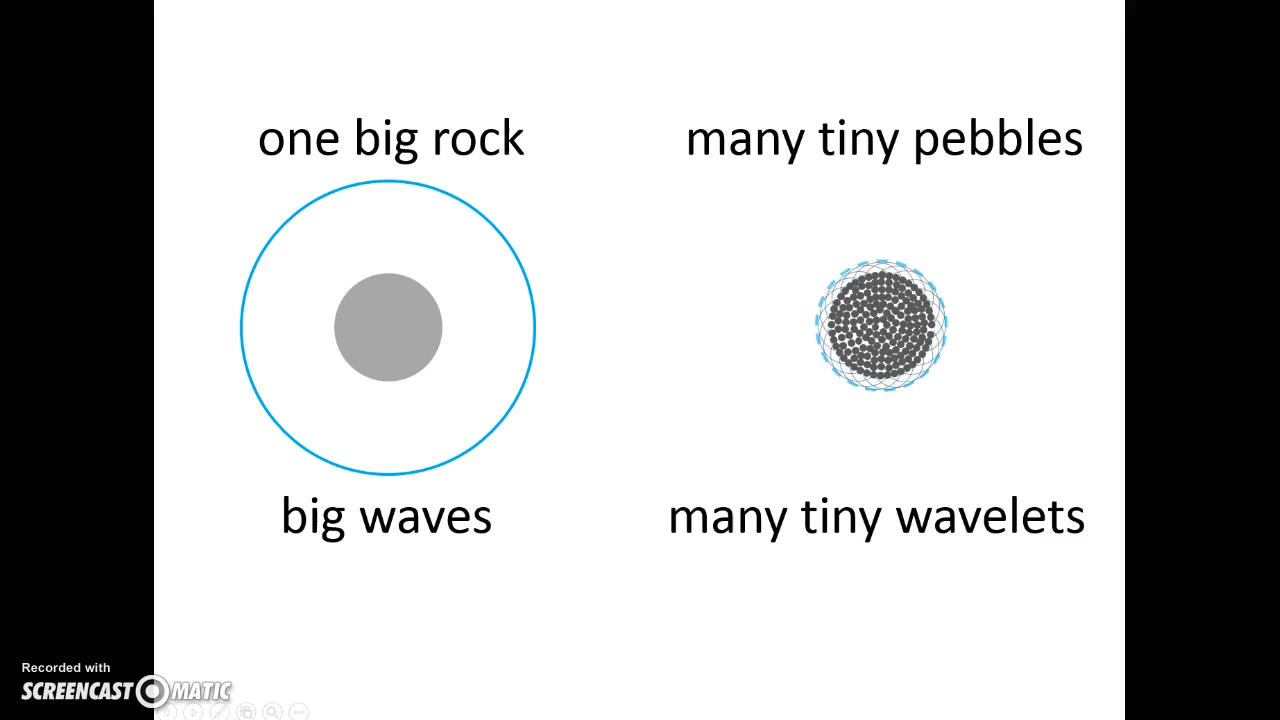 one big rock
many tiny pebbles
big waves
many tiny wavelets
Recorded with
SCREENCAST MATIC